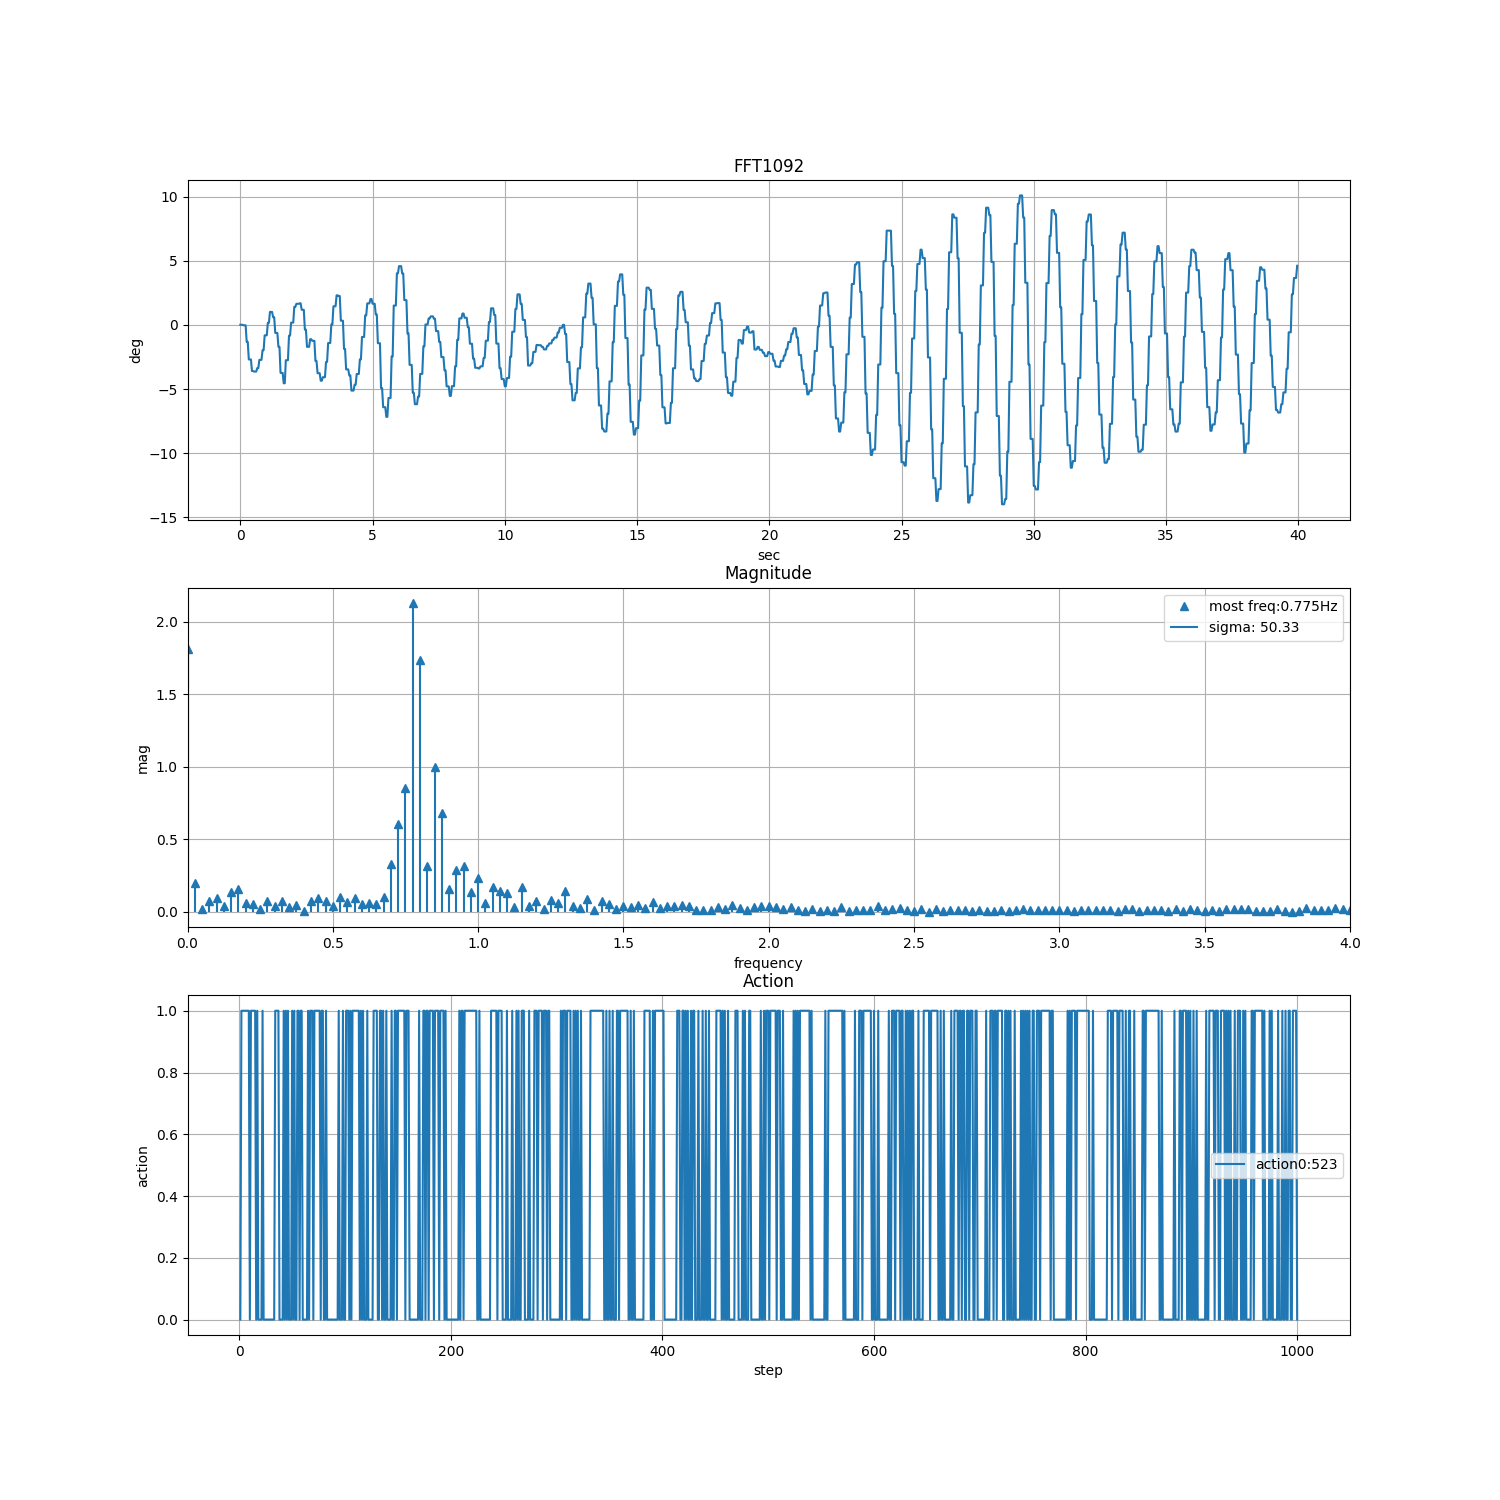 FFT1092
10
5
0
−5
−10
−15
deg
0 5 10 15 20 25 30 35 40
sec
Magnitude
most freq:0.775Hz
sigma: 50.33
2.0
1.5
1.0
0.5
0.0
mag
0.0 0.5 1.0 1.5 2.0 2.5 3.0 3.5 4.0
frequency
Action
1.0
0.8
0.6
0.4
0.2
0.0
action
action0:523
0 200 400 600 800 1000
step